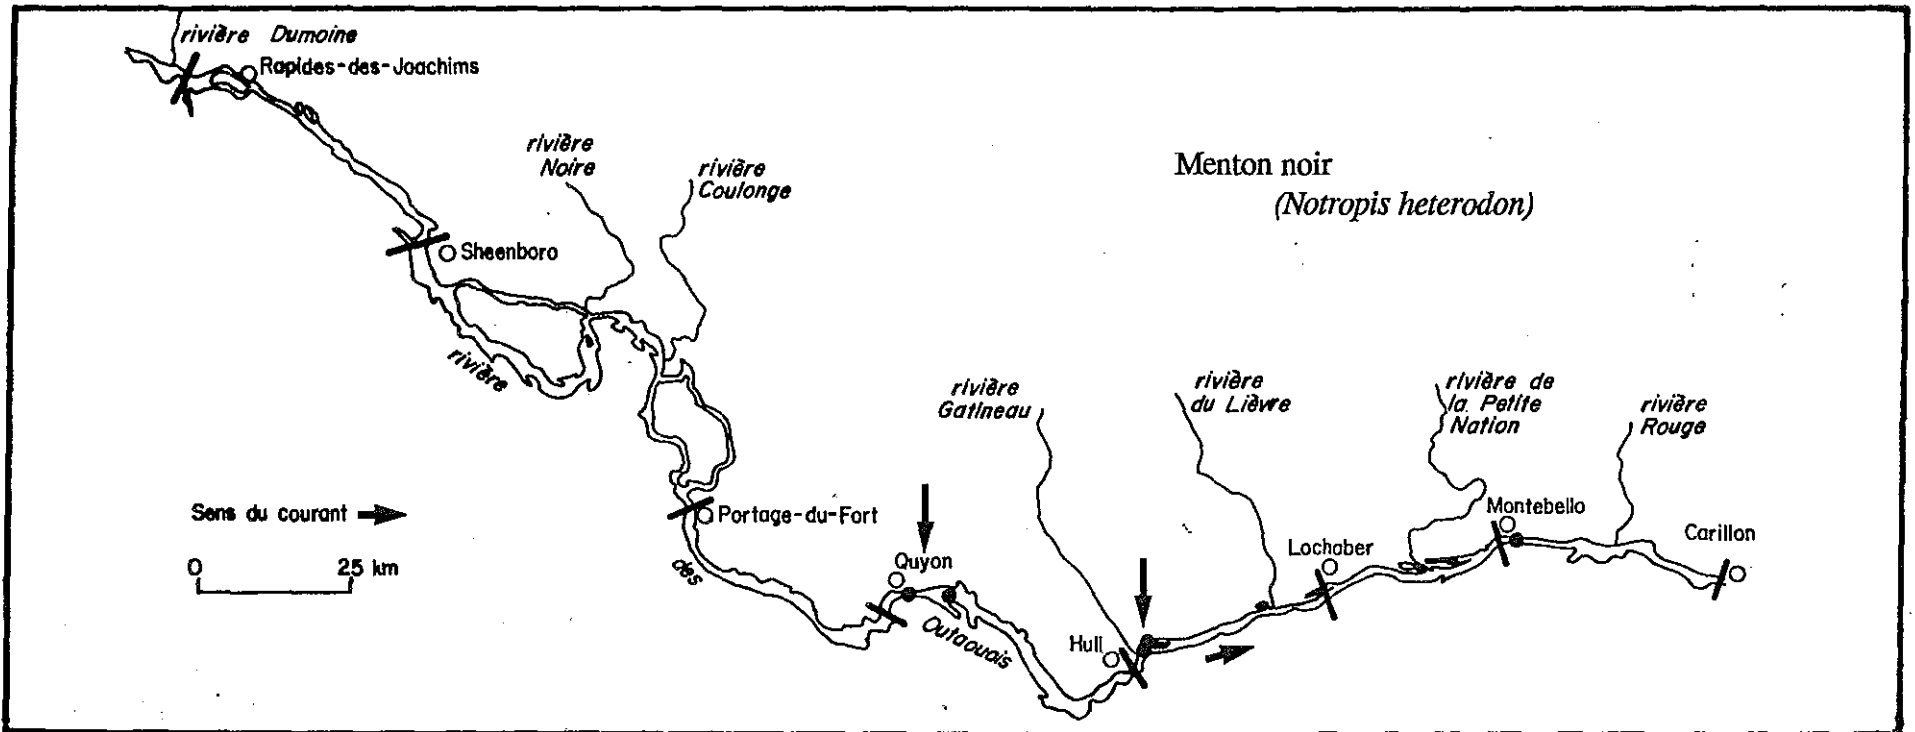 rivière Dumoine
Rapides-des-Joachims
rivière
Noire
rivière
Coulonge
Menton noir
(Notropis heterodon)
Sheenboro
rivière
rivière
Gatineau
rivière
du Lièvre
rivière de
la Petite
Nation
rivière
Rouge
Sens du courant
Portage-du-Fort
0 25 km
des
Quyon
Outaouais
Hull
Lochaber
Montebello
Carillon